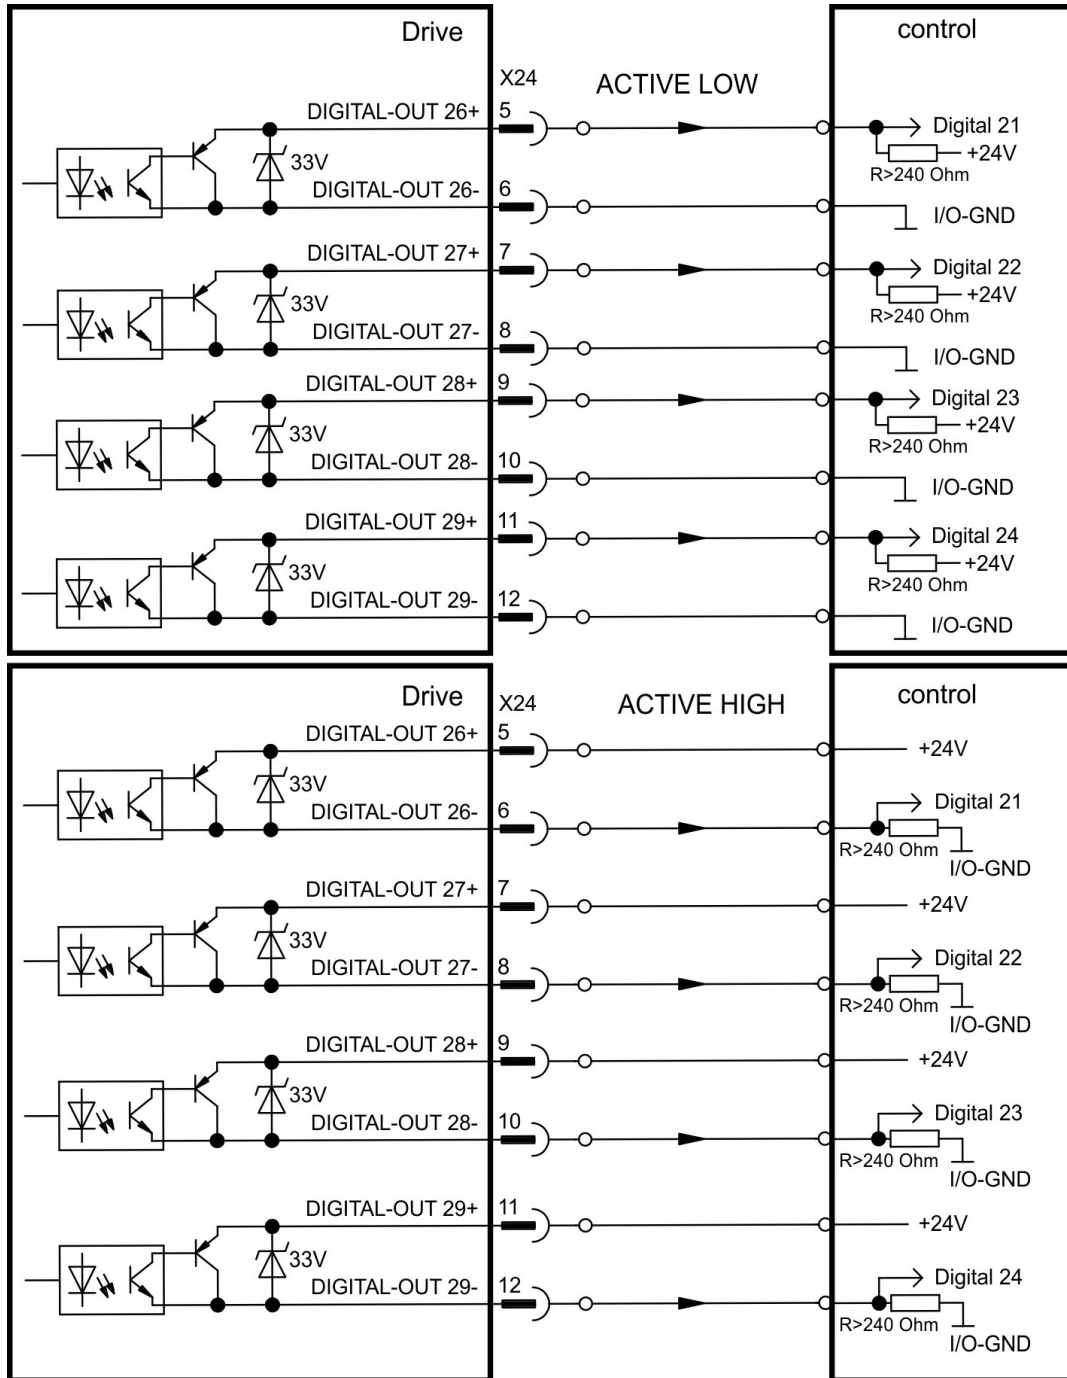 Drive
control
X24
ACTIVE LOW
DIGITAL-OUT 26+
5
Digital 21
33V
+24V
R>240 Ohm
DIGITAL-OUT 26-
6
I/O-GND
DIGITAL-OUT 27+
7
Digital 22
33V
+24V
R>240 Ohm
DIGITAL-OUT 27-
8
I/O-GND
DIGITAL-OUT 28+
9
Digital 23
33V
+24V
R>240 Ohm
DIGITAL-OUT 28-
10
I/O-GND
DIGITAL-OUT 29+
11
Digital 24
33V
+24V
R>240 Ohm
DIGITAL-OUT 29-
12
I/O-GND
Drive
control
X24
ACTIVE HIGH
DIGITAL-OUT 26+
5
+24V
33V
DIGITAL-OUT 26-
6
Digital 21
R>240 Ohm
I/O-GND
DIGITAL-OUT 27+
7
+24V
33V
DIGITAL-OUT 27-
8
Digital 22
R>240 Ohm
I/O-GND
DIGITAL-OUT 28+
9
+24V
33V
DIGITAL-OUT 28-
10
Digital 23
R>240 Ohm
I/O-GND
DIGITAL-OUT 29+
11
+24V
33V
DIGITAL-OUT 29-
12
Digital 24
R>240 Ohm
I/O-GND